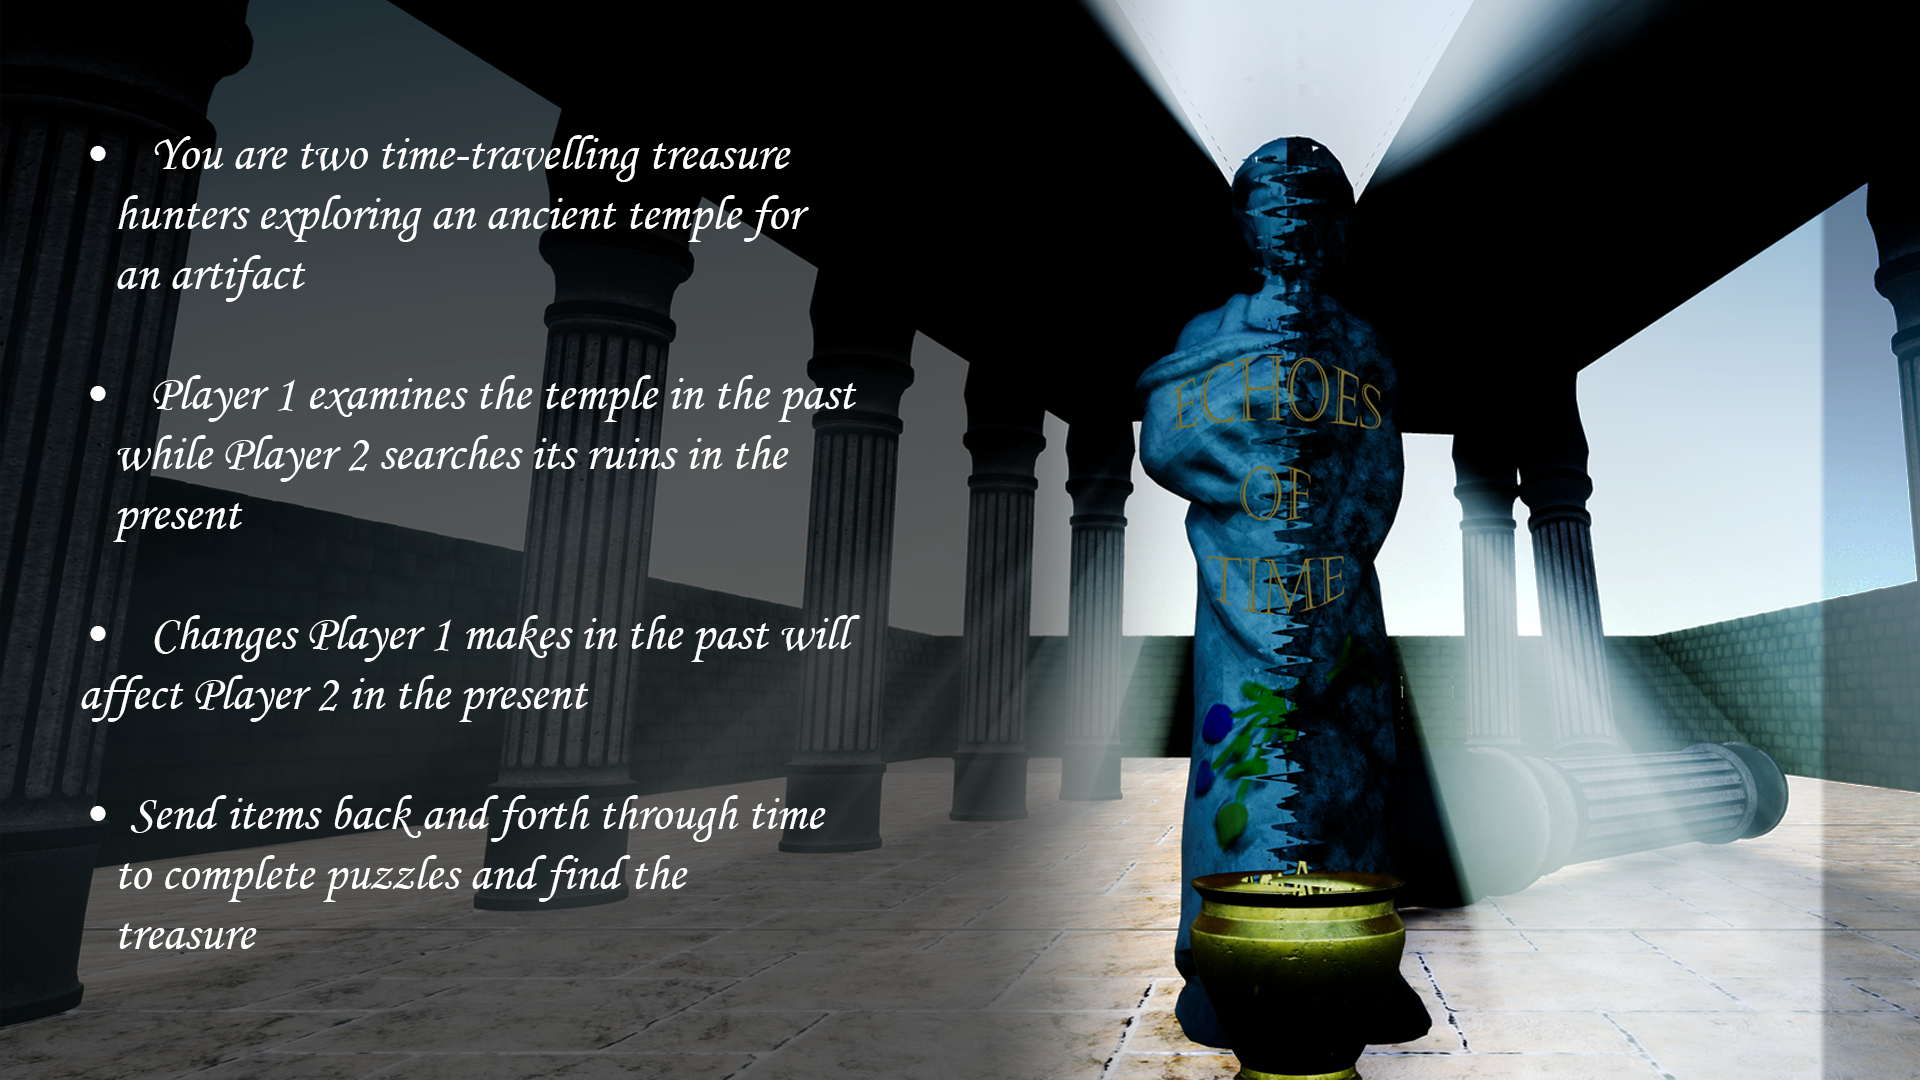 • You are two time-travelling treasure
hunters exploring an ancient temple for
an artifact
• Player 1 examines the temple in the past
while Player 2 searches its ruins in the
present
• Changes Player 1 makes in the past will
affect Player 2 in the present
• Send items back and forth through time
to complete puzzles and find the
treasure
ECHOES
OF
TIME